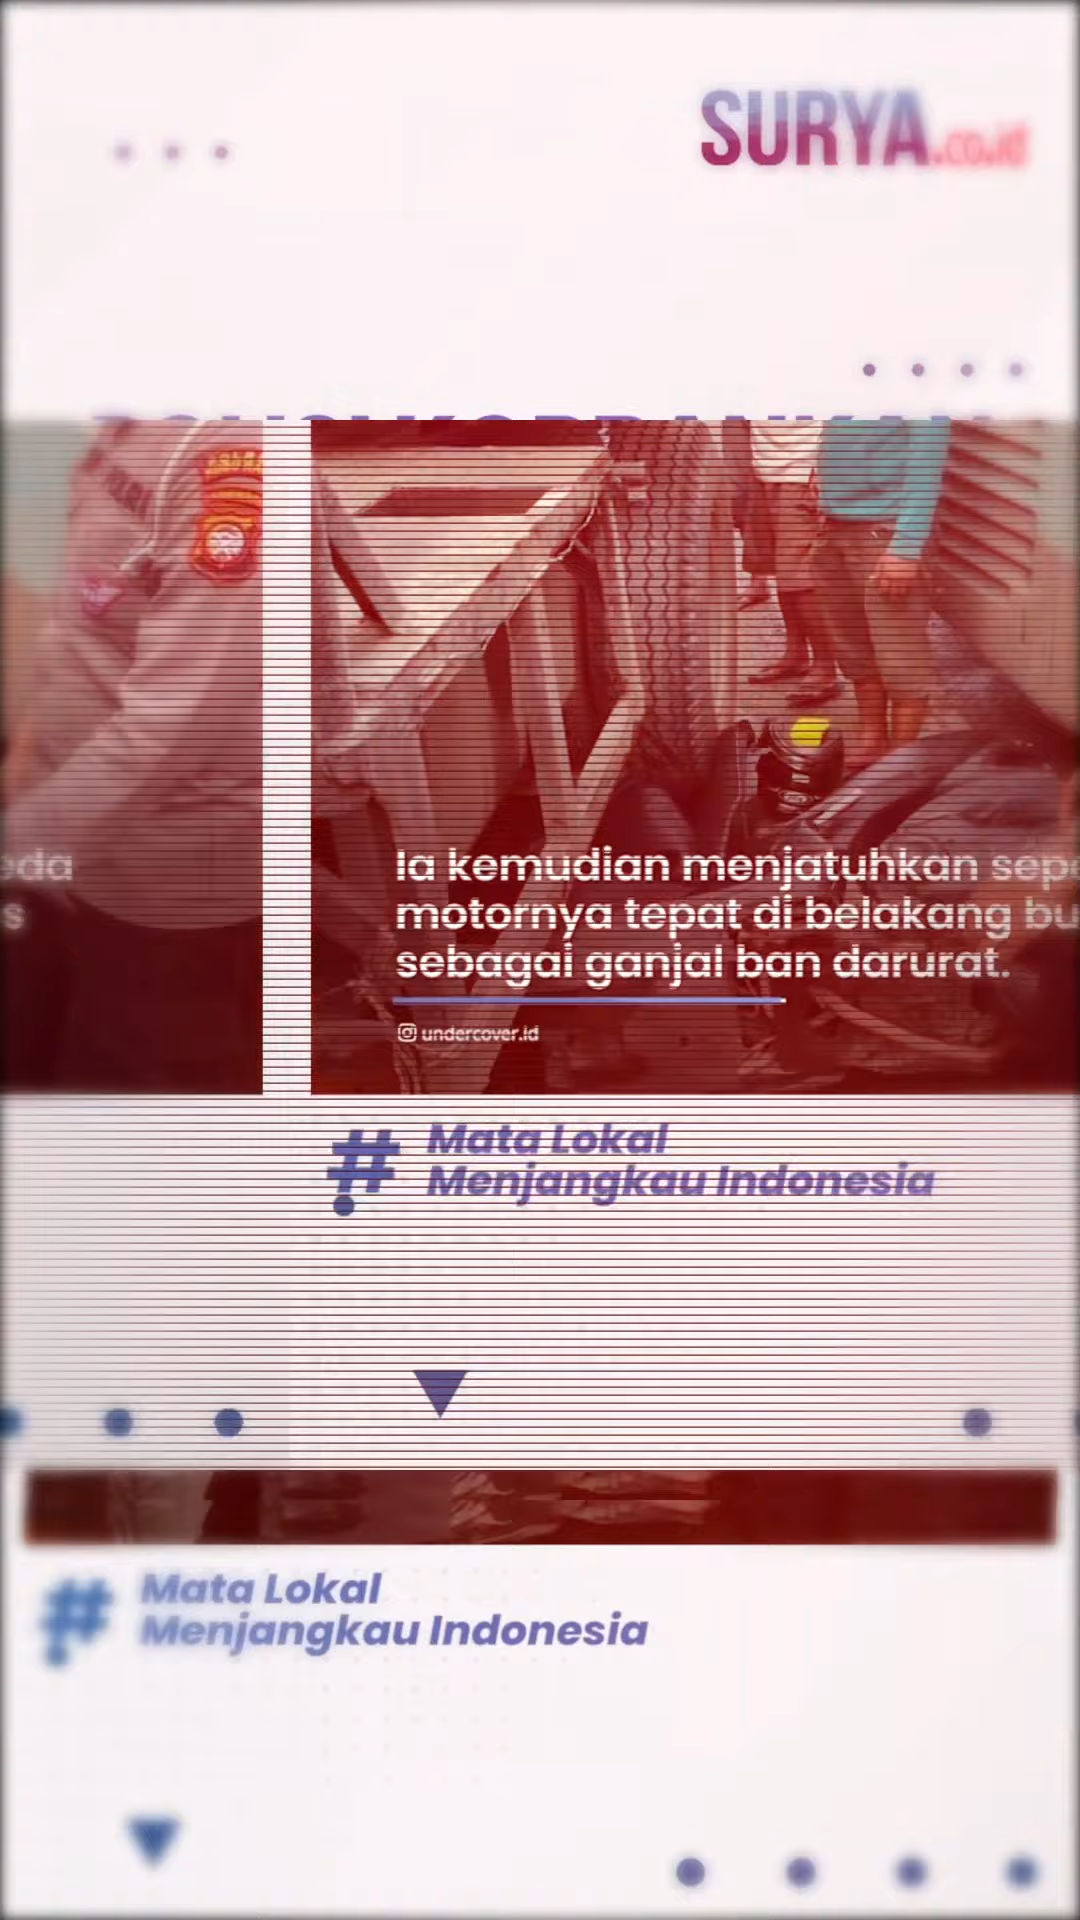 SURYA.co.id
eda
s
Ia kemudian menjatuhkan sepe
motornya tepat di belakang bu
sebagai ganjal ban darurat.
undercover.id
# Mata Lokal
Menjangkau Indonesia
# Mata Lokal
Menjangkau Indonesia